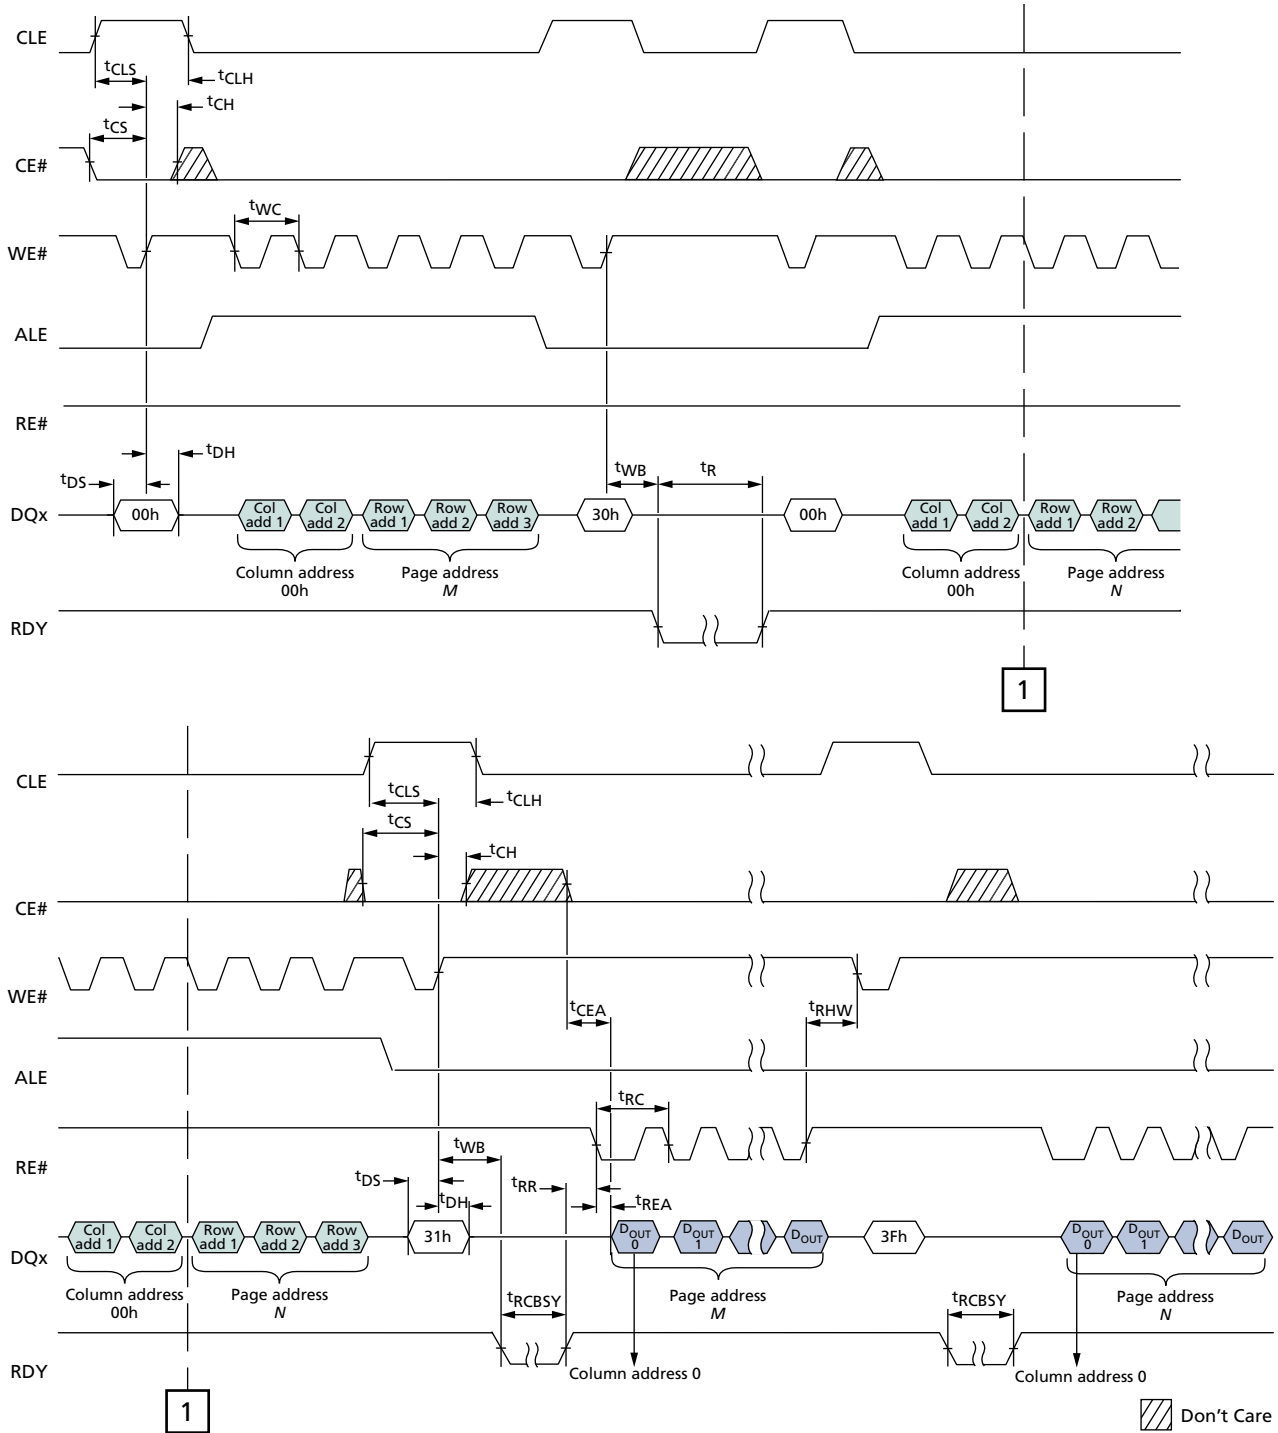 CLE
tCLS
tCLH
tCH
tCS
CE#
tWC
WE#
ALE
RE#
tDH
tDS
tWB
tR
DQx
00h
Col add 1
Col add 2
Row add 1
Row add 2
Row add 3
30h
00h
Col add 1
Col add 2
Row add 1
Row add 2
Column address 00h
Page address M
Column address 00h
Page address N
RDY
1
CLE
tCLS
tCLH
tCS
tCH
CE#
WE#
tCEA
tRHW
ALE
tRC
RE#
tWB
tDS
tDH
tRR
tREA
DQx
Col add 1
Col add 2
Row add 1
Row add 2
Row add 3
31h
DOUT 0
DOUT 1
DOUT
3Fh
DOUT 0
DOUT 1
DOUT
Column address 00h
Page address N
Page address M
Page address N
tRCBSY
tRCBSY
RDY
Column address 0
Column address 0
1
Don't Care